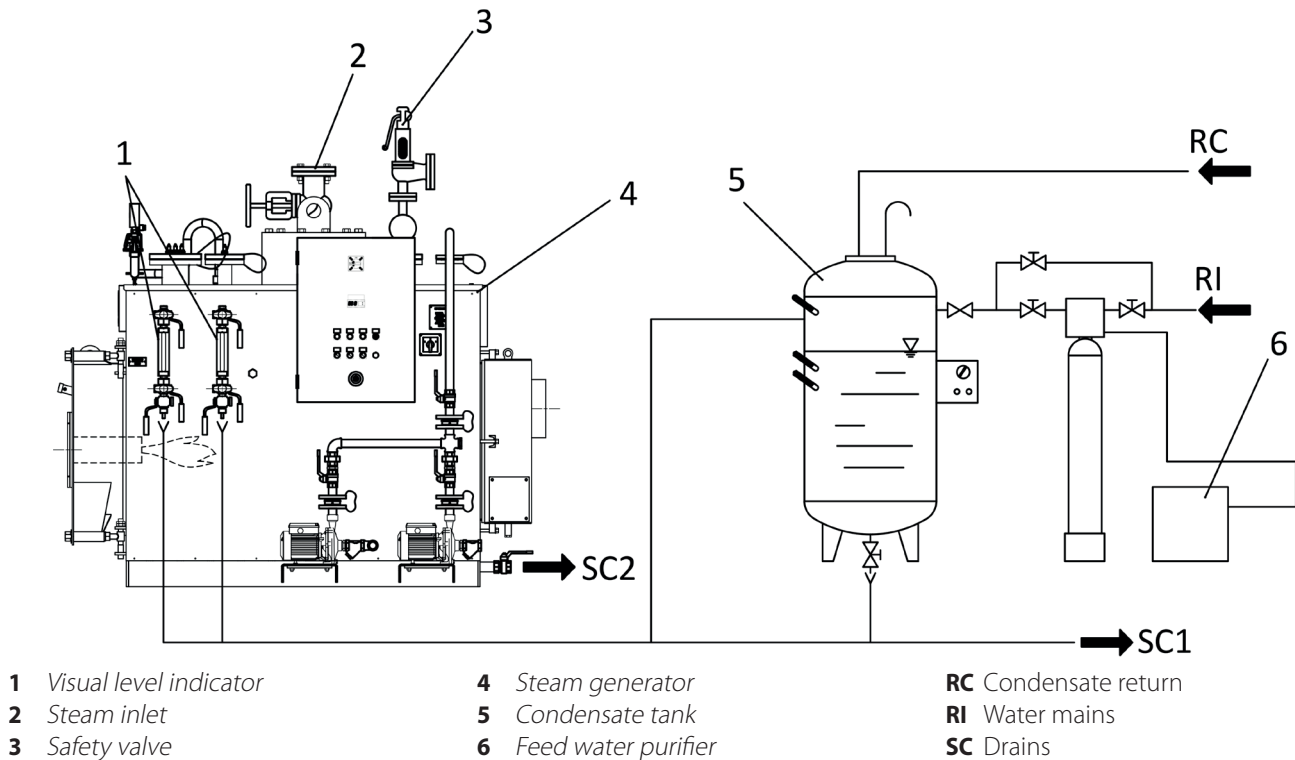 3
2
1
4
5
RC
RI
6
SC2
SC1
1 Visual level indicator
2 Steam inlet
3 Safety valve
4 Steam generator
5 Condensate tank
6 Feed water purifier
RC Condensate return
RI Water mains
SC Drains